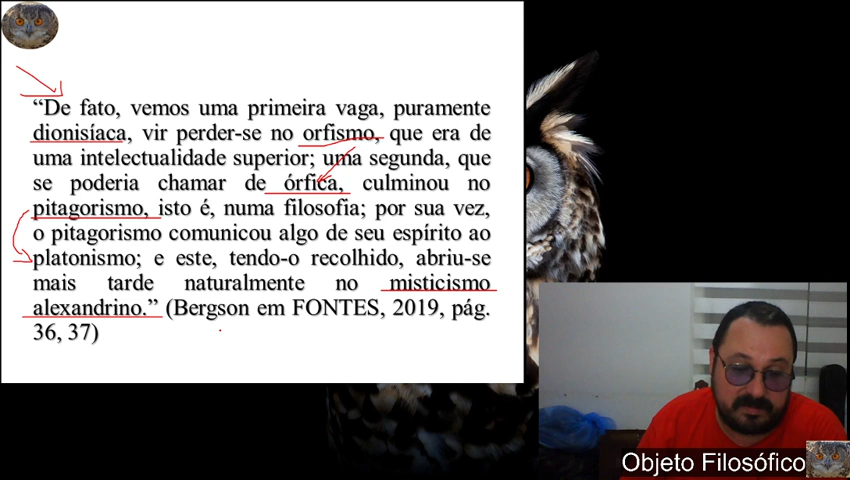 “De fato, vemos uma primeira vaga, puramente
dionisíaca, vir perder-se no orfismo, que era de
uma intelectualidade superior; uma segunda, que
se poderia chamar de órfica, culminou no
pitagorismo, isto é, numa filosofia; por sua vez,
o pitagorismo comunicou algo de seu espírito ao
platonismo; e este, tendo-o recolhido, abriu-se
mais tarde naturalmente no misticismo
alexandrino.” (Bergson em FONTES, 2019, pág.
36, 37)
Objeto Filosófico